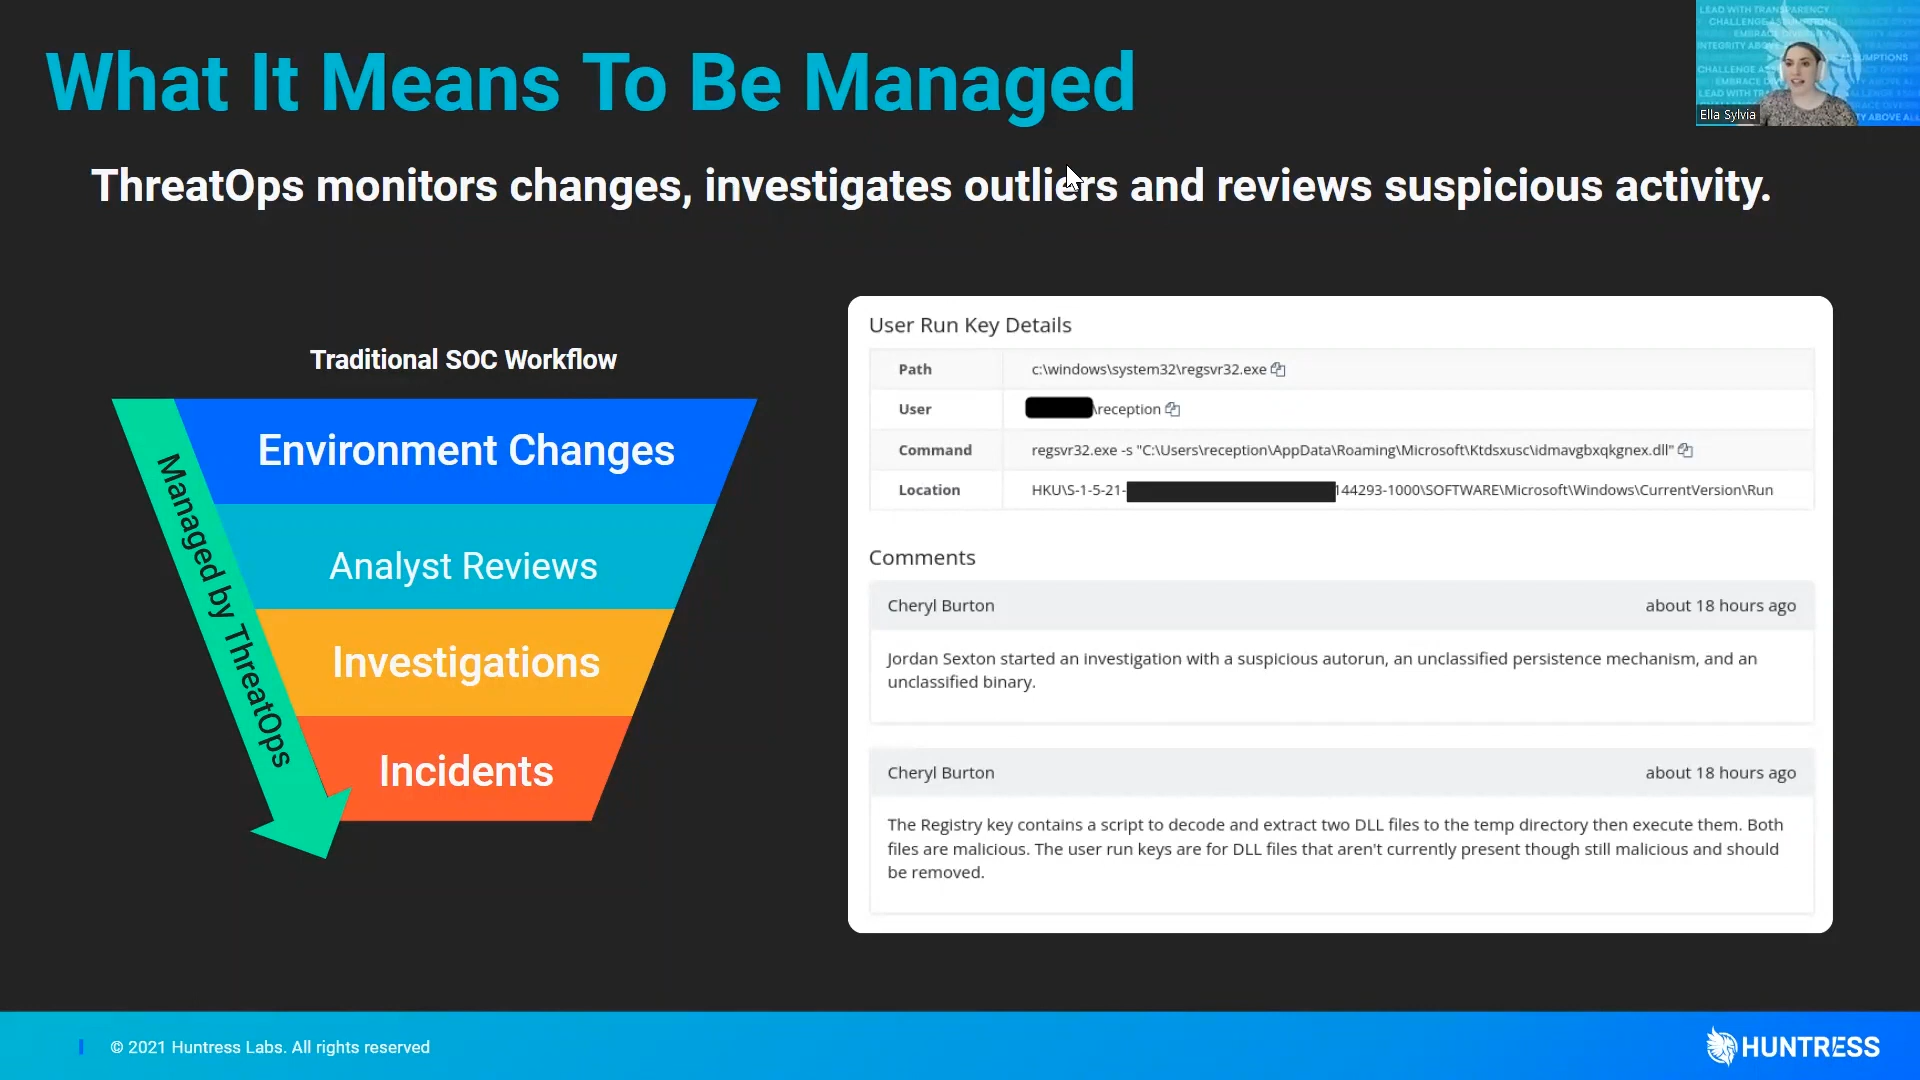 What It Means To Be Managed
LEAD WITH TRANSPARENCY
Ella Sylvia
ThreatOps monitors changes, investigates outliers and reviews suspicious activity.
Traditional SOC Workflow
Managed by ThreatOps
Environment Changes
Analyst Reviews
Investigations
Incidents
User Run Key Details
Path c:\windows\system32\regsvr32.exe
User \reception
Command regsvr32.exe -s "C:\Users\reception\AppData\Roaming\Microsoft\Ktdsxusc\idmavgbxqkgnex.dll"
Location HKU\S-1-5-21- 144293-1000\SOFTWARE\Microsoft\Windows\CurrentVersion\Run
Comments
Cheryl Burton about 18 hours ago
Jordan Sexton started an investigation with a suspicious autorun, an unclassified persistence mechanism, and an
unclassified binary.
Cheryl Burton about 18 hours ago
The Registry key contains a script to decode and extract two DLL files to the temp directory then execute them. Both
files are malicious. The user run keys are for DLL files that aren't currently present though still malicious and should
be removed.
© 2021 Huntress Labs. All rights reserved
HUNTRESS